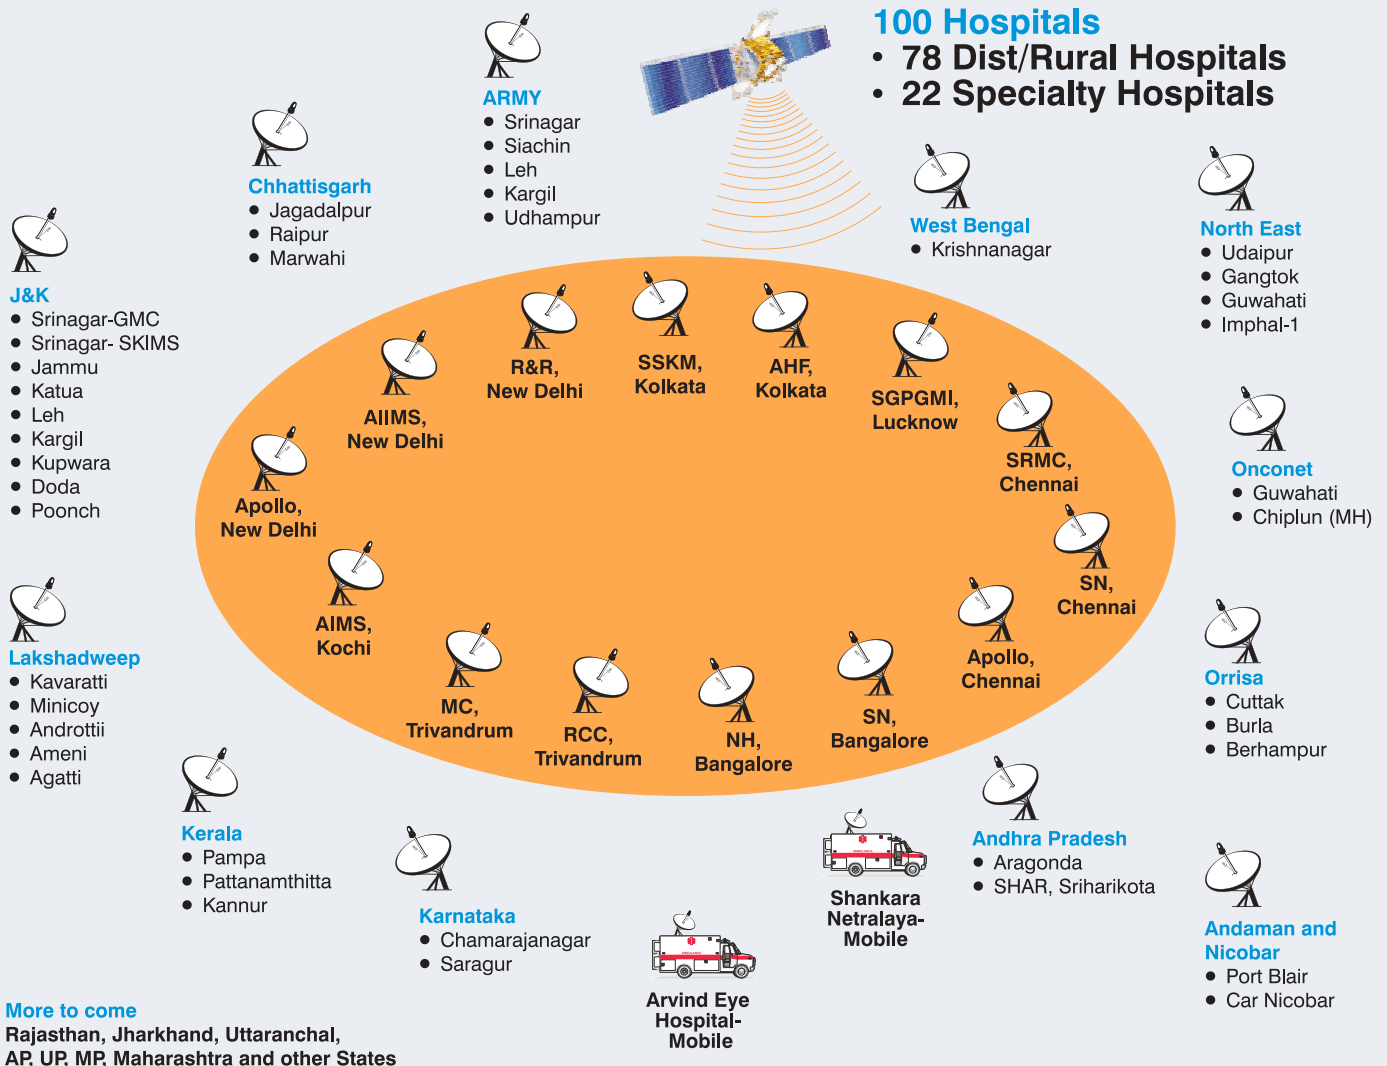 100 Hospitals
• 78 Dist/Rural Hospitals
• 22 Specialty Hospitals
ARMY
• Srinagar
• Siachin
• Leh
• Kargil
• Udhampur
Chhattisgarh
• Jagadalpur
• Raipur
• Marwahi
West Bengal
• Krishnanagar
North East
• Udaipur
• Gangtok
• Guwahati
• Imphal-1
J&K
• Srinagar-GMC
• Srinagar- SKIMS
• Jammu
• Katua
• Leh
• Kargil
• Kupwara
• Doda
• Poonch
R&R,
New Delhi
SSKM,
Kolkata
AHF,
Kolkata
SGPGMI,
Lucknow
AIIMS,
New Delhi
SRMC,
Chennai
Apollo,
New Delhi
SN,
Chennai
AIMS,
Kochi
Apollo,
Chennai
MC,
Trivandrum
RCC,
Trivandrum
NH,
Bangalore
SN,
Bangalore
Onconet
• Guwahati
• Chiplun (MH)
Lakshadweep
• Kavaratti
• Minicoy
• Androttii
• Ameni
• Agatti
Orrisa
• Cuttak
• Burla
• Berhampur
Kerala
• Pampa
• Pattanamthitta
• Kannur
Karnataka
• Chamarajanagar
• Saragur
Arvind Eye
Hospital-
Mobile
Shankara
Netralaya-
Mobile
Andhra Pradesh
• Aragonda
• SHAR, Sriharikota
Andaman and
Nicobar
• Port Blair
• Car Nicobar
More to come
Rajasthan, Jharkhand, Uttaranchal,
AP, UP, MP, Maharashtra and other States